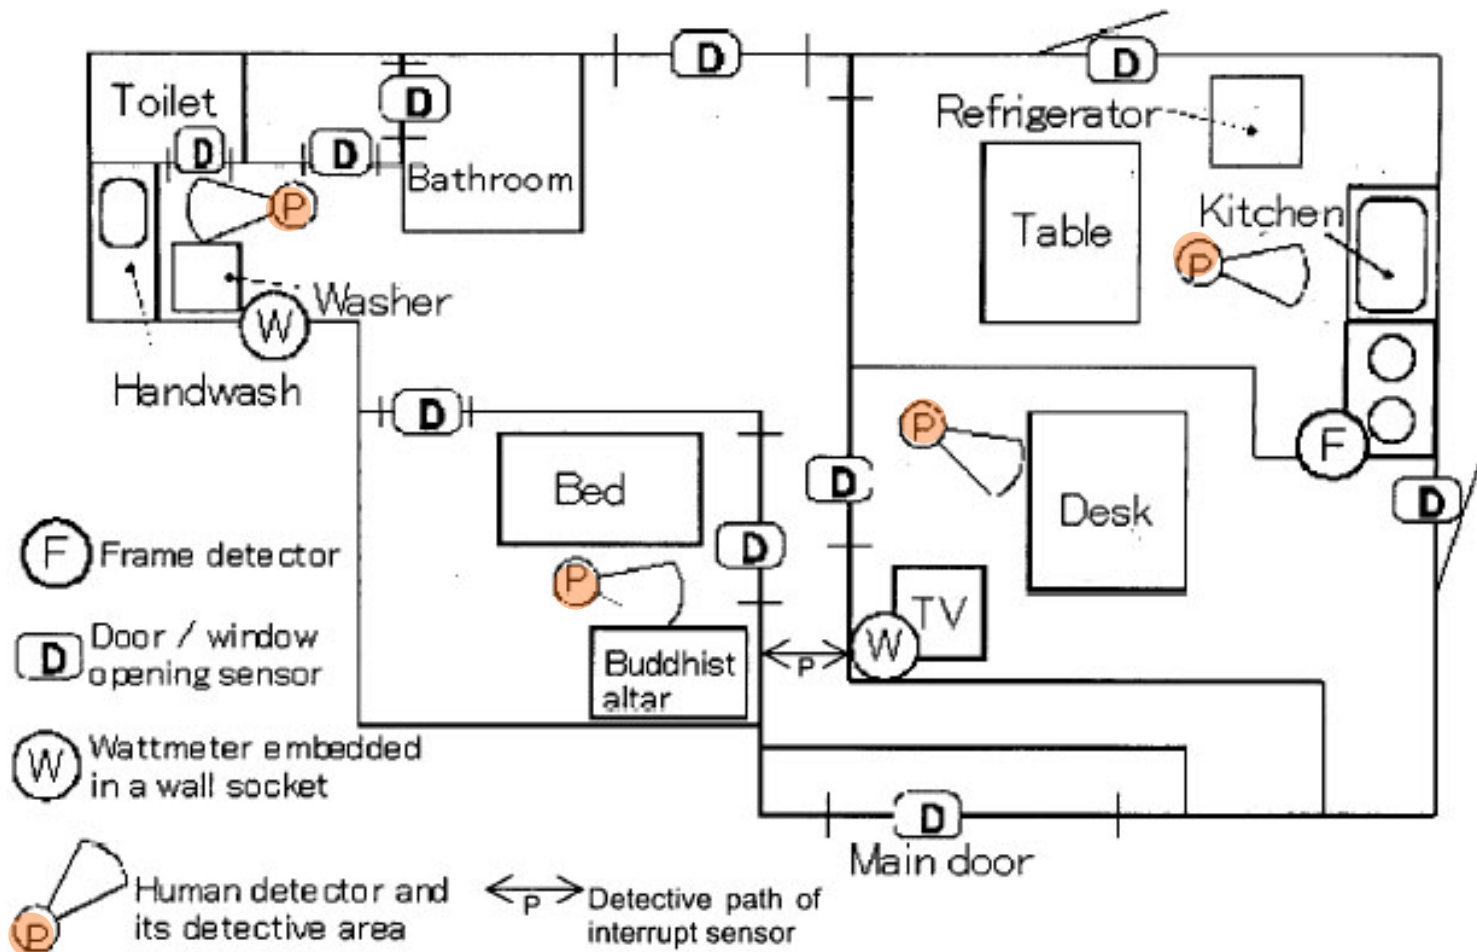 D
D
Toilet
D
Refrigerator
D
D
Bathroom
P
Kitchen
Table
P
Washer
W
Handwash
D
P
F
Bed
D
Desk
D
D
F Frame detector
P
TV
D Door / window
opening sensor
W
Buddhist
altar
P
W Wattmeter embedded
in a wall socket
D
Main door
P Human detector and
its detective area
P Detective path of
interrupt sensor